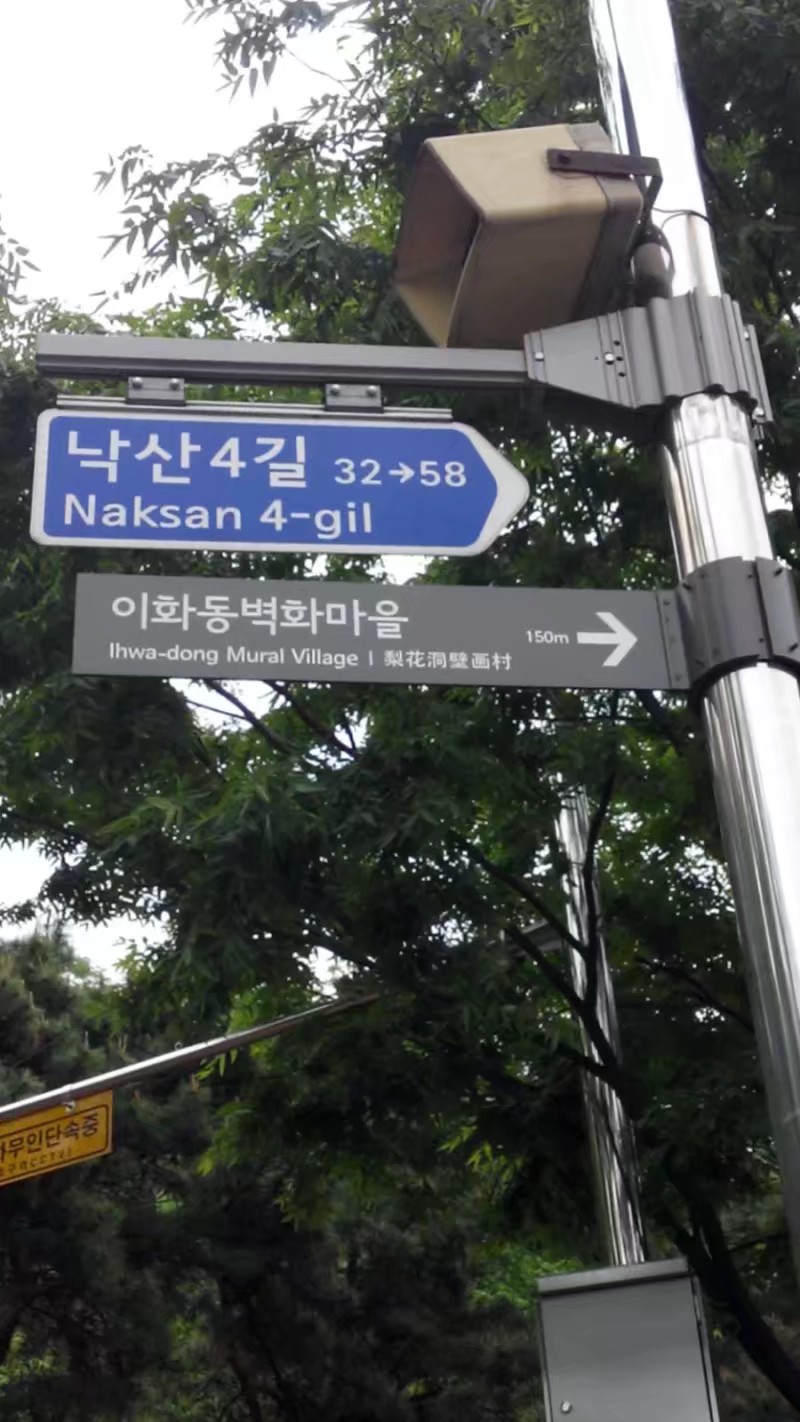 낙산4길 32→58
Naksan 4-gil
이화동벽화마을
150m →
Ihwa-dong Mural Village | 梨花洞壁画村
무인단속중